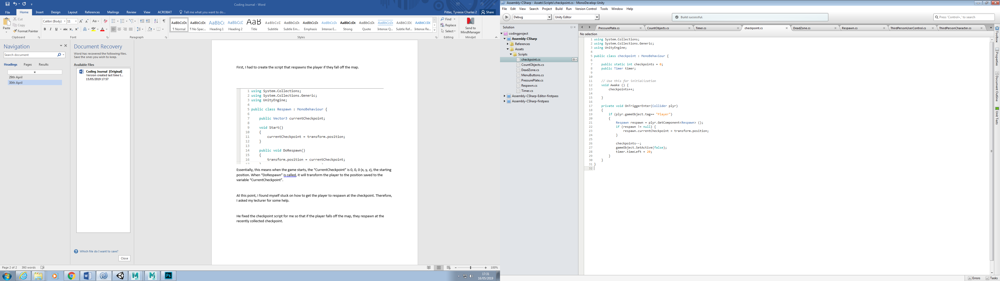 Coding Journal - Word
File Home Insert Design Layout References Mailings Review View ACROBAT Tell me what you want to do... Pitter, Tyreese Charles 2 Share
Paste
Cut
Copy
Format Painter
Clipboard
Calibri (Body) 11
Font
Paragraph
AaBbCcDc AaBbCcDc AaBbCc AaBbCcD AaB AaBbCcC AaBbCcDc AaBbCcDc AaBbCcDc AaBbCcDc AaBbCcDc AaBbCcDc AABBCCDE AABBCCDE
¶ Normal ¶ No Spac... Heading 1 Heading 2 Title Subtitle Subtle Em... Emphasis Intense E... Strong Quote Intense Q... Subtle Ref... Intense Re...
Styles
Find
Replace
Select
Editing
Send to
MindManager
Mindjet
Navigation
Search document
Headings Pages Results
29th April
30th April
Document Recovery
Word has recovered the following files.
Save the ones you wish to keep.
Available Files
Coding Journal [Original]
Version created last time t...
15/05/2019 17:57
Which file do I want to save?
Close
First, I had to create the script that respawns the player if they fall off the map.
1 using System.Collections;
2 using System.Collections.Generic;
3 using UnityEngine;
4
5 public class Respawn : MonoBehaviour {
6
7 public Vector3 currentCheckpoint;
8
9 void Start()
10 {
11 currentCheckpoint = transform.position;
12 }
13
14 public void DoRespawn()
15 {
16 transform.position = currentCheckpoint;
17 }
Essentially, this means when the game starts, the “CurrentCheckpoint” is 0, 0, 0 (x, y, z), the starting
position. When “DoRespawn” is called, it will transform the player to the position saved to the
variable “CurrentCheckpoint”.
At this point, I found myself stuck on how to get the player to respawn at the checkpoint. Therefore,
I asked my lecturer for some help.
He fixed the checkpoint script for me so that if the player falls off the map, they respawn at the
recently collected checkpoint.
Page 2 of 2 393 words
100%
17:31
16/05/2019
Assembly-CSharp - Assets\Scripts\checkpoint.cs - MonoDevelop-Unity
File Edit View Search Project Build Run Version Control Tools Window Help
Debug Unity Editor
Build successful.
Press 'Control+,' to search
Solution
codingproject
Assembly-CSharp
References
Assets
Scripts
checkpoint.cs
CountObjects.cs
DeadZone.cs
MenuButtons.cs
PressurePlate.cs
Respawn.cs
Timer.cs
Assembly-CSharp-Editor-firstpass
Assembly-CSharp-firstpass
PressurePlate.cs CountObjects.cs Timer.cs checkpoint.cs DeadZone.cs Respawn.cs ThirdPersonUserControl.cs ThirdPersonCharacter.cs
No selection
1 using System.Collections;
2 using System.Collections.Generic;
3 using UnityEngine;
4
5 public class checkpoint : MonoBehaviour {
6
7 public static int checkpoints = 0;
8 public Timer timer;
9
10
11 // Use this for initialization
12 void Awake () {
13 checkpoints++;
14
15 }
16
17 private void OnTriggerEnter(Collider plyr)
18 {
19 if (plyr.gameObject.tag== "Player")
20 {
21 Respawn respawn = plyr.GetComponent<Respawn> ();
22 if (respawn != null) {
23 respawn.currentCheckpoint = transform.position;
24 }
25
26 checkpoints--;
27 gameObject.SetActive(false);
28 timer.timeLeft = 20;
29 }
30 }
31 }
32
Toolbox
Properties
Document Outline
Unit Tests
Errors Tasks